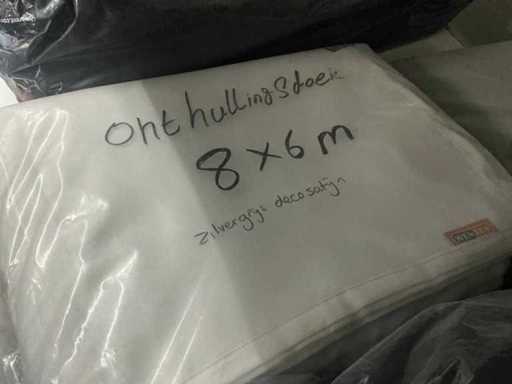 Onthullingsdoek
8 x 6 m
zilvergrijs decosatijn